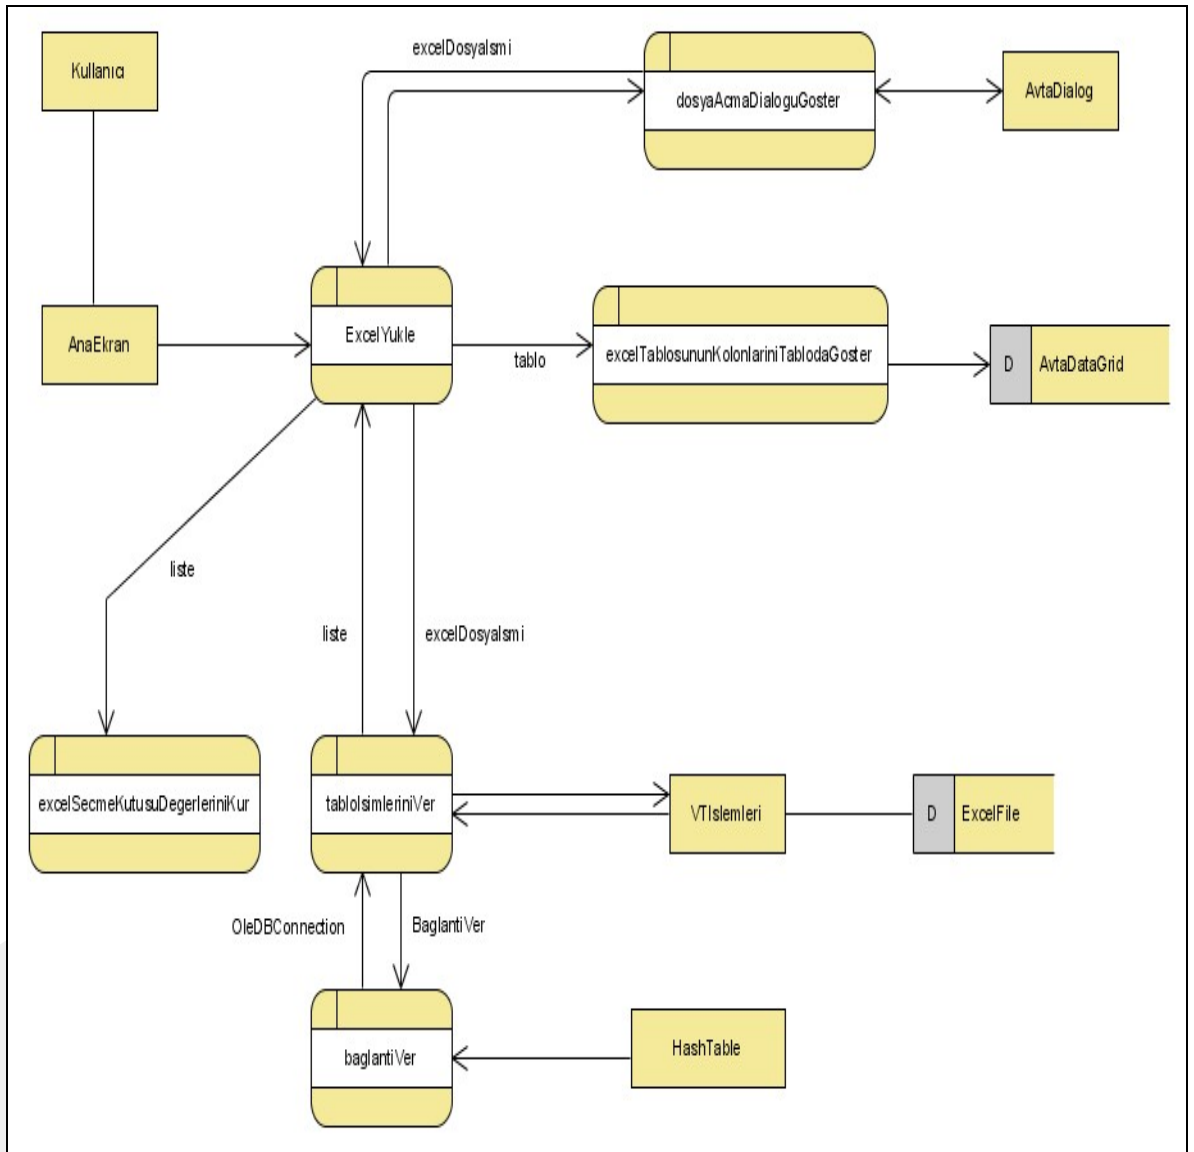 excelDosyaIsmi
Kullanıcı
dosyaAcmaDialoguGoster
AvtaDialog
AnaEkran
ExcelYukle
tablo
excelTablosununKolonlariniTablodaGoster
D
AvtaDataGrid
liste
liste
excelDosyaIsmi
excelSecmeKutusuDegerleriniKur
tabloIsimleriniVer
VTIslemleri
D
ExcelFile
OleDBConnection
BaglantiVer
baglantiVer
HashTable